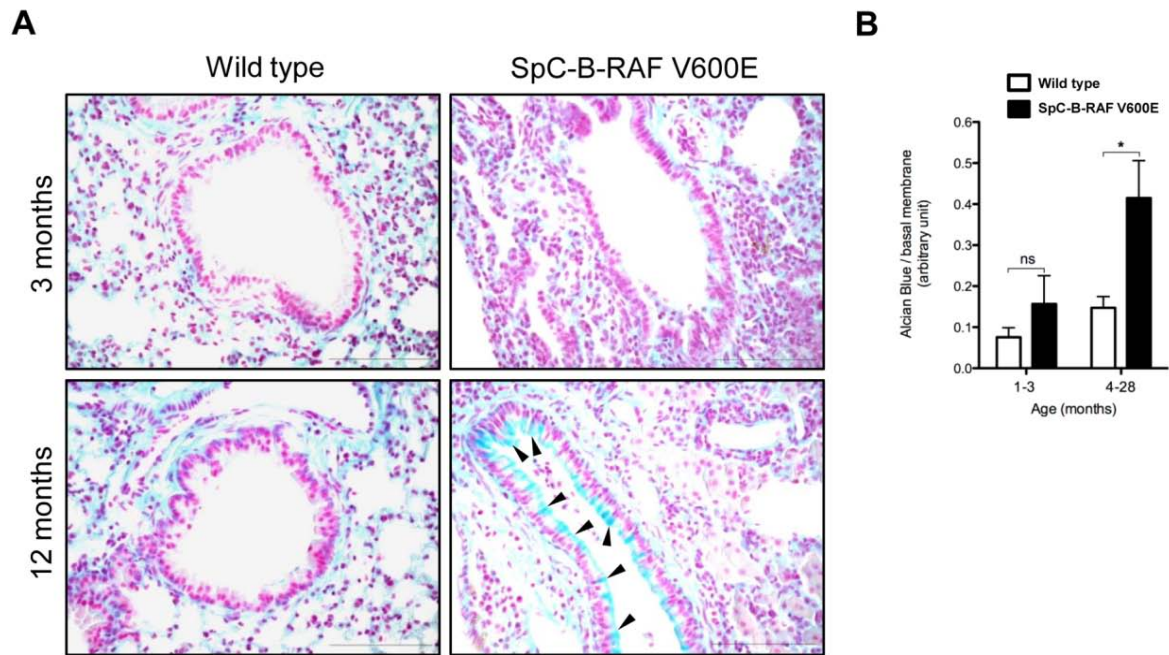 A
Wild type
SpC-B-RAF V600E
3 months
12 months
B
Wild type
SpC-B-RAF V600E
Alcian Blue / basal membrane
(arbitrary unit)
0.6
0.5
0.4
0.3
0.2
0.1
0.0
ns
*
1-3
4-28
Age (months)